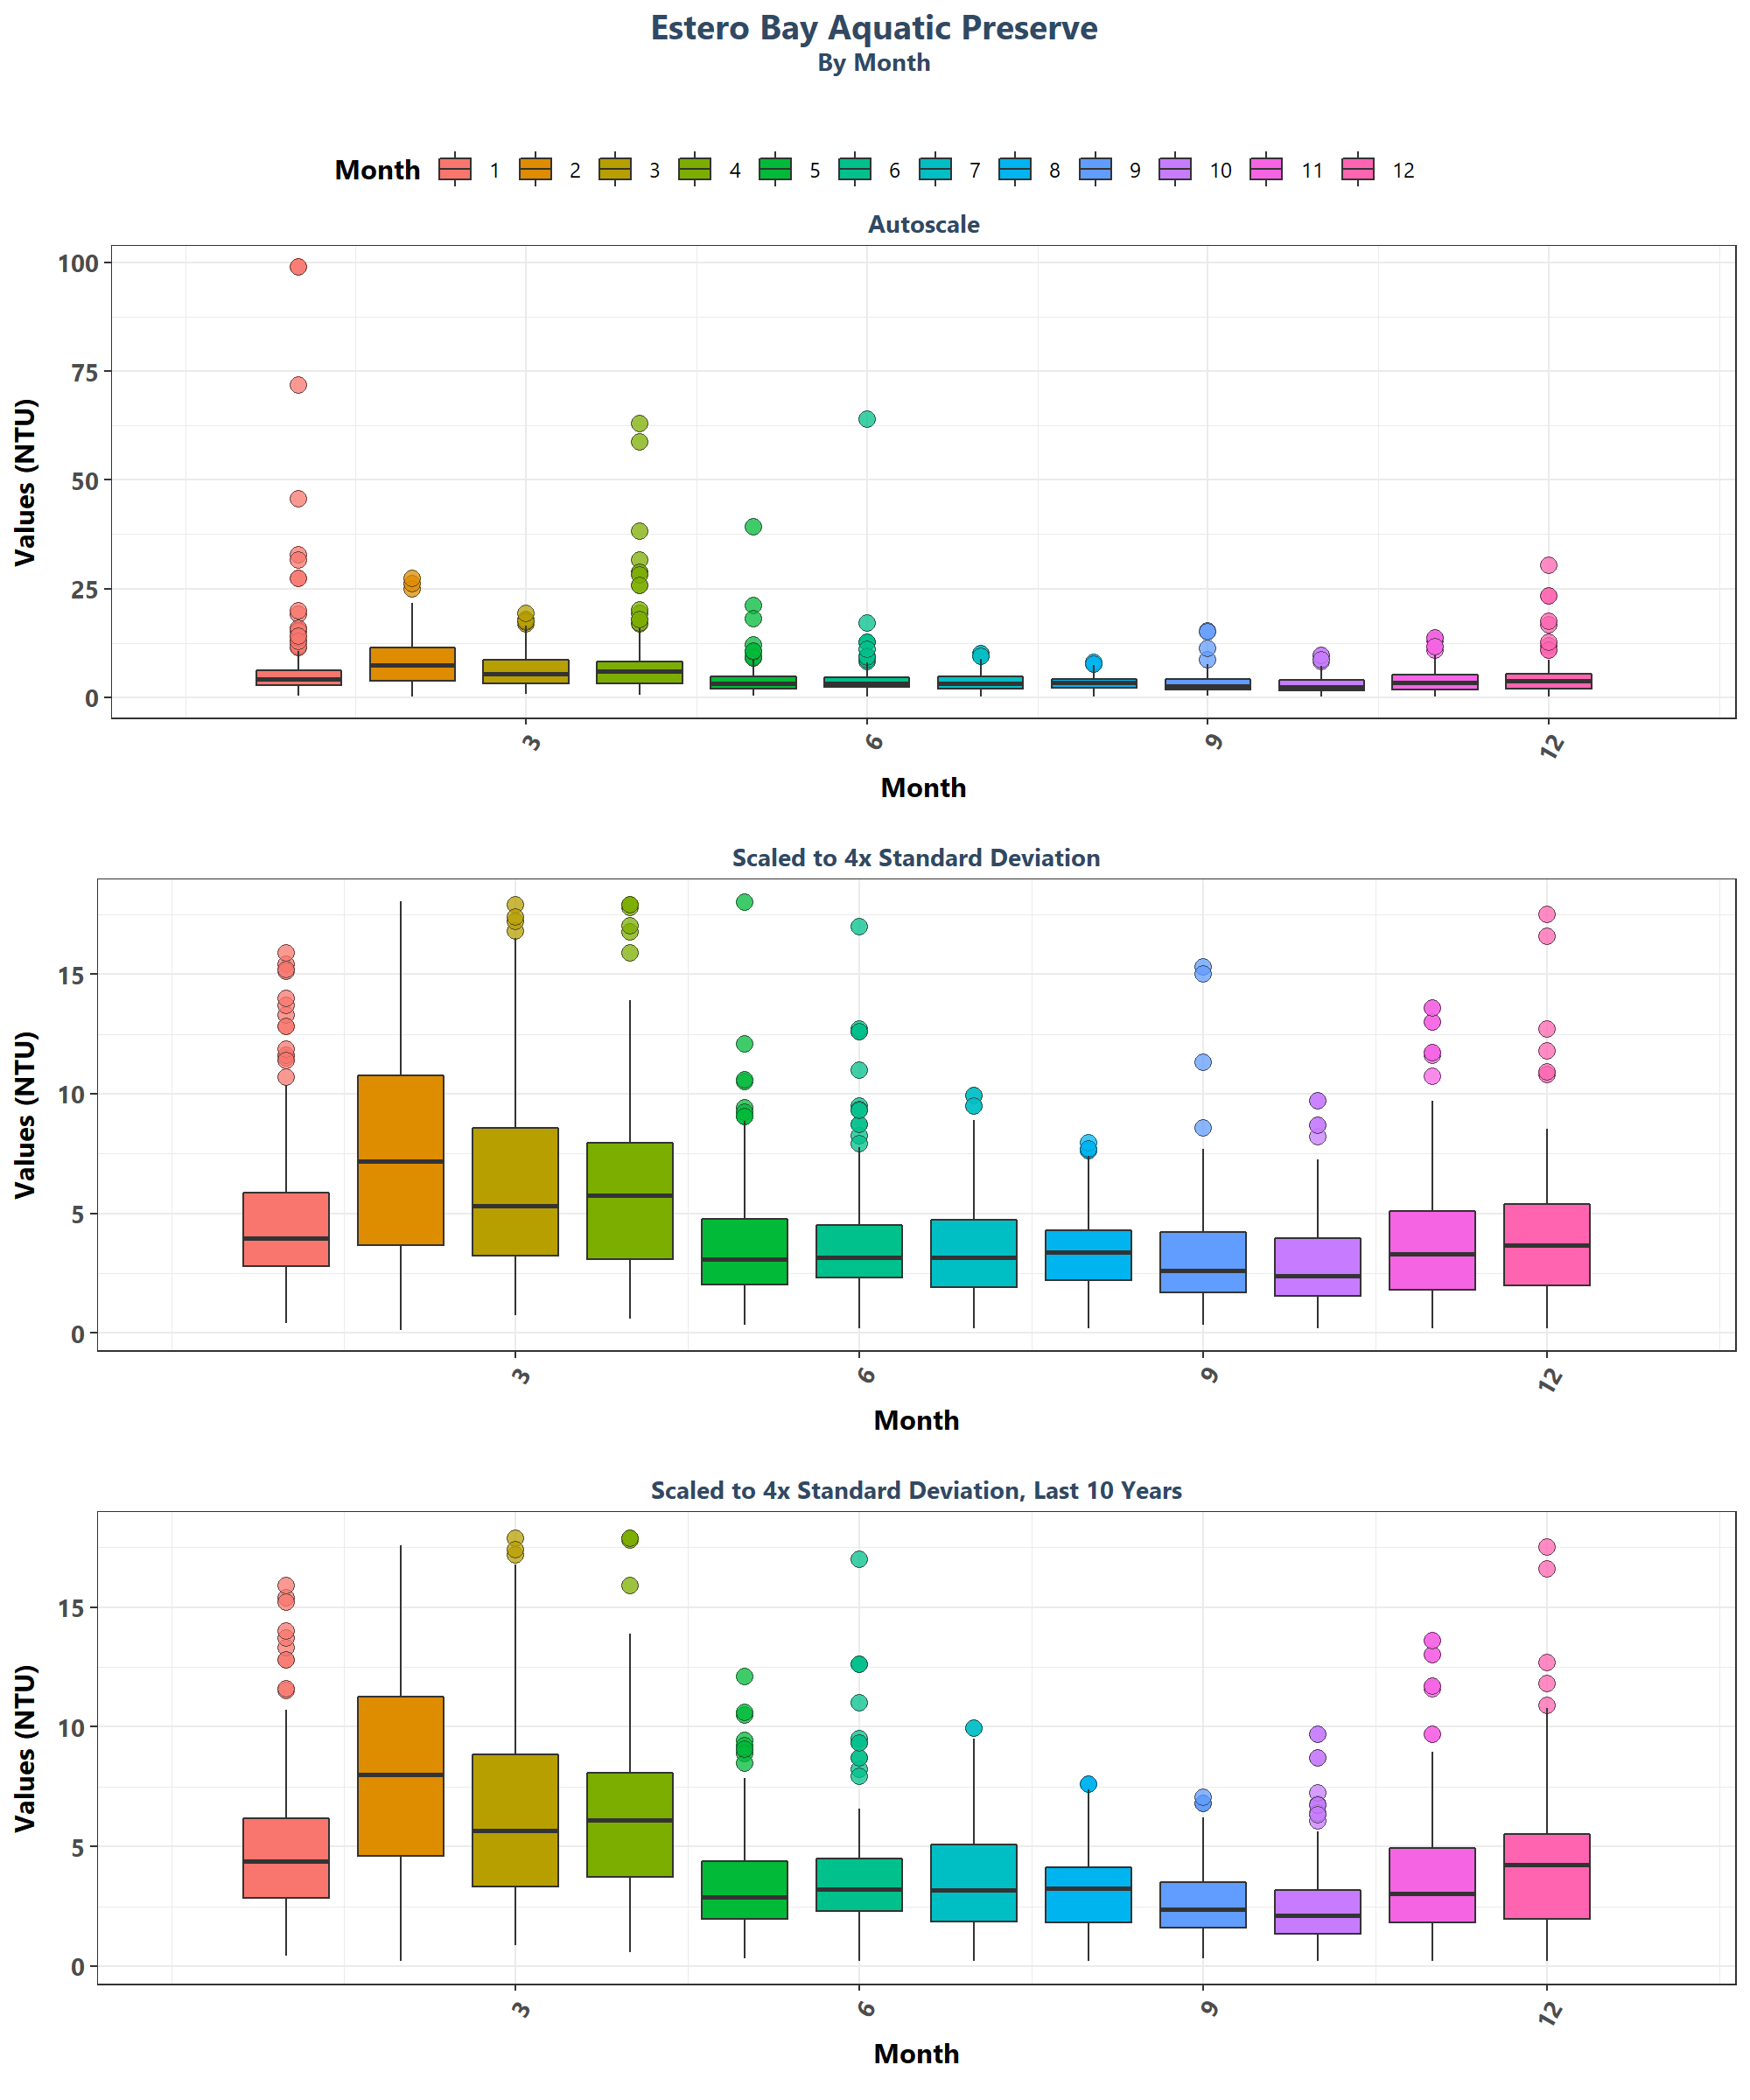 Estero Bay Aquatic Preserve
By Month
Month 1 2 3 4 5 6 7 8 9 10 11 12
Autoscale
Values (NTU)
100
75
50
25
0
3 6 9 12
Month
Scaled to 4x Standard Deviation
Values (NTU)
15
10
5
0
3 6 9 12
Month
Scaled to 4x Standard Deviation, Last 10 Years
Values (NTU)
15
10
5
0
3 6 9 12
Month